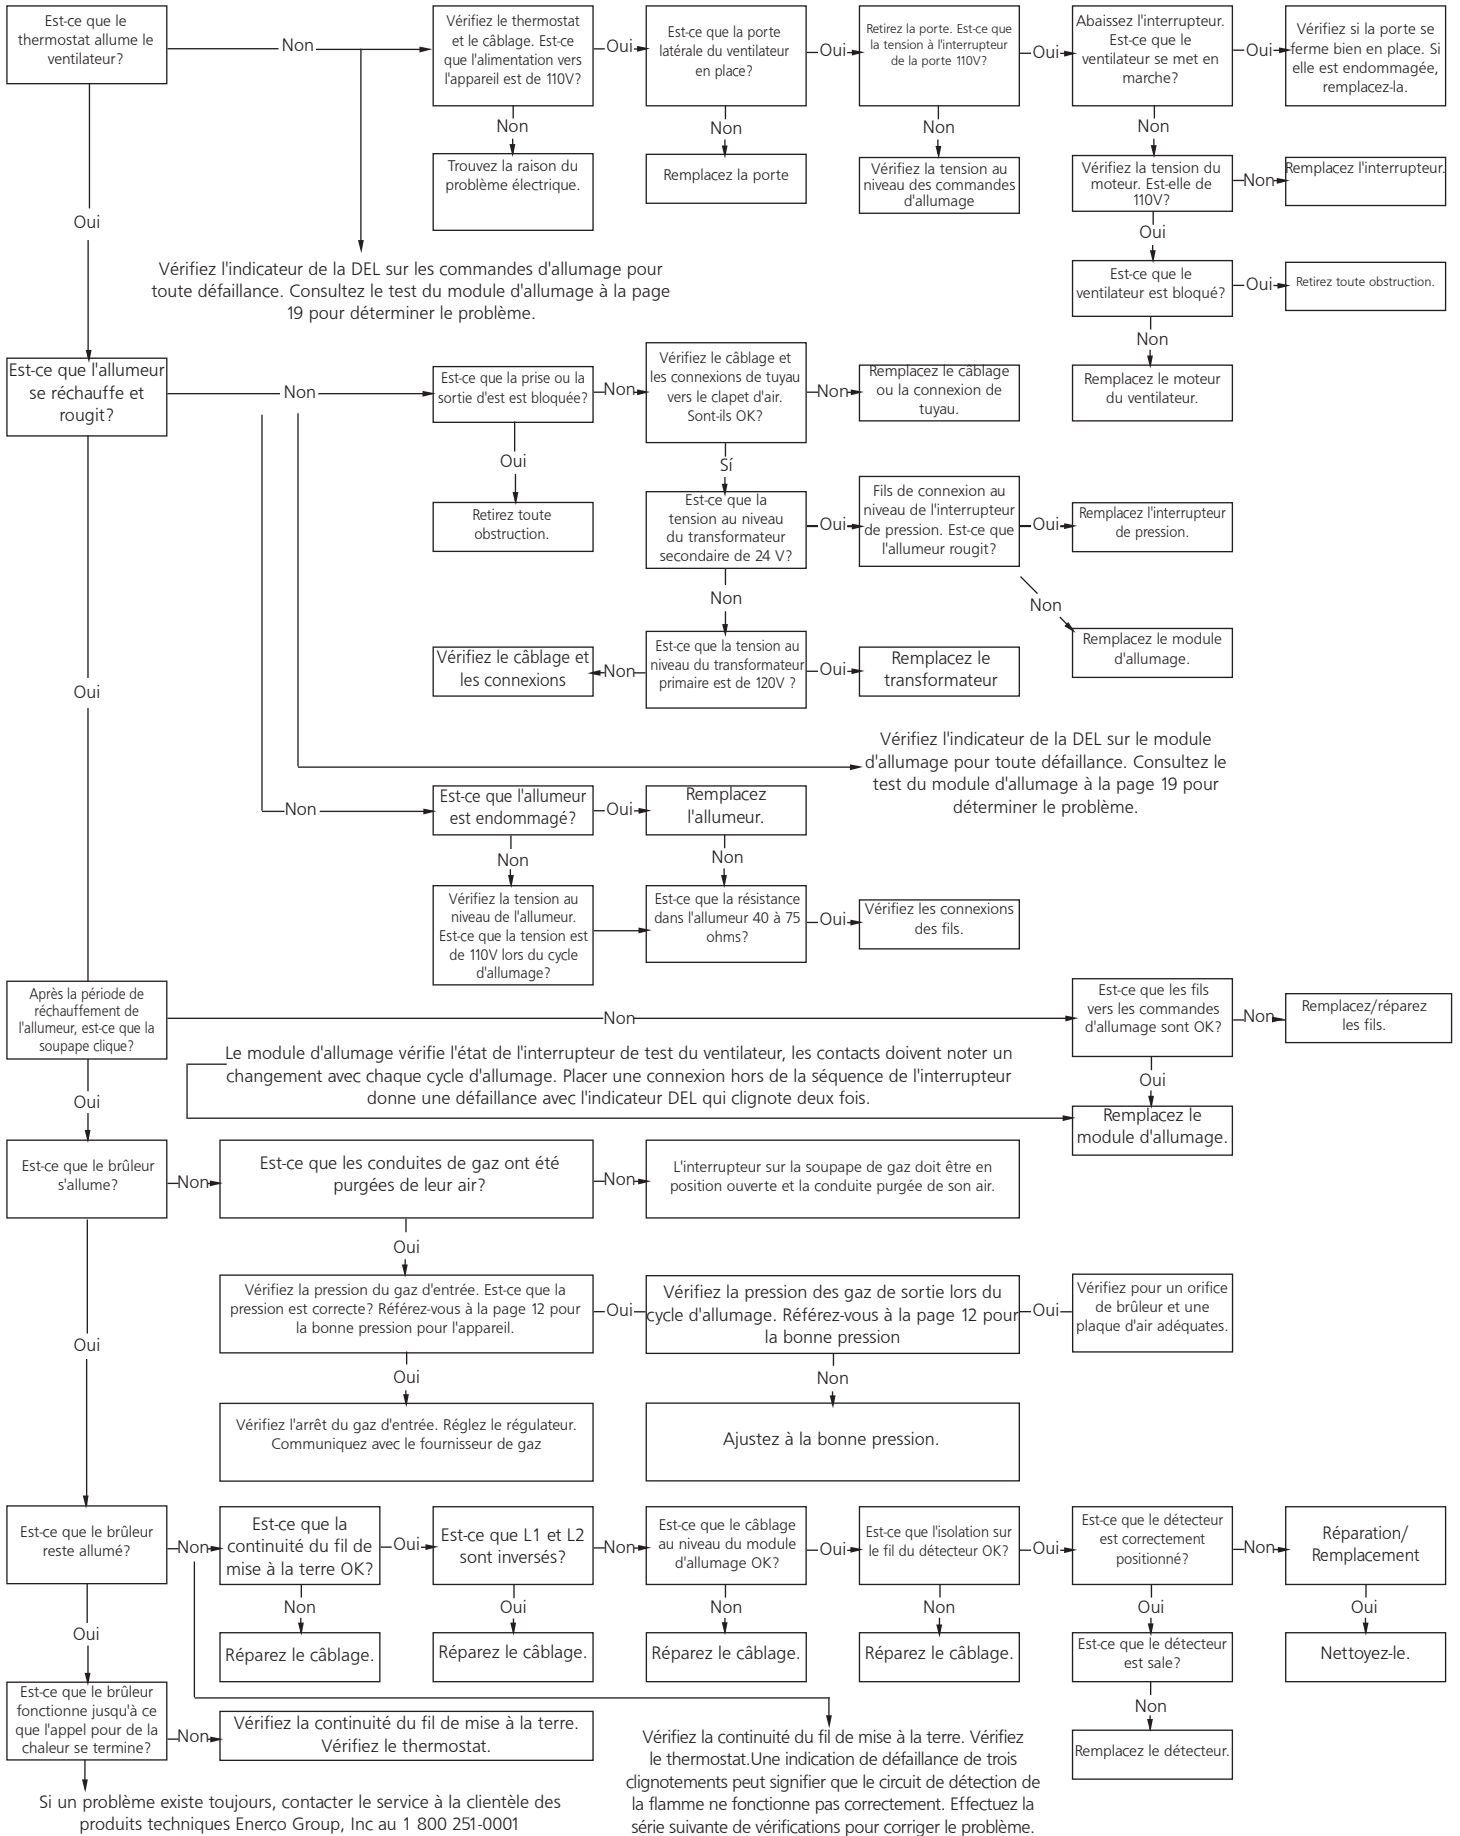 Est-ce que le
thermostat allume le
ventilateur?
Non
Vérifiez le thermostat
et le câblage. Est-ce
que l'alimentation vers
l'appareil est de 110V?
Oui
Est-ce que la porte
latérale du ventilateur
en place?
Oui
Retirez la porte. Est-ce que
la tension à l'interrupteur
de la porte 110V?
Oui
Abaissez l'interrupteur.
Est-ce que le
ventilateur se met en
marche?
Oui
Vérifiez si la porte se
ferme bien en place. Si
elle est endommagée,
remplacez-la.
Non
Non
Non
Non
Trouvez la raison du
problème électrique.
Remplacez la porte
Vérifiez la tension au
niveau des commandes
d'allumage
Vérifiez la tension du
moteur. Est-elle de
110V?
Non
Remplacez l'interrupteur.
Oui
Oui
Vérifiez l'indicateur de la DEL sur les commandes d'allumage pour
toute défaillance. Consultez le test du module d'allumage à la page
19 pour déterminer le problème.
Est-ce que le
ventilateur est bloqué?
Oui
Retirez toute obstruction.
Non
Remplacez le moteur
du ventilateur.
Est-ce que l'allumeur
se réchauffe et
rougit?
Non
Est-ce que la prise ou la
sortie d'est est bloquée?
Non
Vérifiez le câblage et
les connexions de tuyau
vers le clapet d'air.
Sont-ils OK?
Non
Remplacez le câblage
ou la connexion de
tuyau.
Oui
Sí
Retirez toute
obstruction.
Est-ce que la
tension au niveau
du transformateur
secondaire de 24 V?
Oui
Fils de connexion au
niveau de l'interrupteur
de pression. Est-ce que
l'allumeur rougit?
Oui
Remplacez l'interrupteur
de pression.
Non
Non
Remplacez le module
d'allumage.
Vérifiez le câblage et
les connexions
Non
Est-ce que la tension au
niveau du transformateur
primaire est de 120V ?
Oui
Remplacez le
transformateur
Oui
Vérifiez l'indicateur de la DEL sur le module
d'allumage pour toute défaillance. Consultez le
test du module d'allumage à la page 19 pour
déterminer le problème.
Non
Est-ce que l'allumeur
est endommagé?
Oui
Remplacez
l'allumeur.
Non
Non
Vérifiez la tension au
niveau de l'allumeur.
Est-ce que la tension est
de 110V lors du cycle
d'allumage?
Est-ce que la résistance
dans l'allumeur 40 à 75
ohms?
Oui
Vérifiez les connexions
des fils.
Après la période de
réchauffement de
l'allumeur, est-ce que la
soupape clique?
Non
Est-ce que les fils
vers les commandes
d'allumage sont OK?
Non
Remplacez/réparez
les fils.
Le module d'allumage vérifie l'état de l'interrupteur de test du ventilateur, les contacts doivent noter un
changement avec chaque cycle d'allumage. Placer une connexion hors de la séquence de l'interrupteur
donne une défaillance avec l'indicateur DEL qui clignote deux fois.
Oui
Oui
Remplacez le
module d'allumage.
Est-ce que le brûleur
s'allume?
Non
Est-ce que les conduites de gaz ont été
purgées de leur air?
Non
L'interrupteur sur la soupape de gaz doit être en
position ouverte et la conduite purgée de son air.
Oui
Vérifiez la pression du gaz d'entrée. Est-ce que la
pression est correcte? Référez-vous à la page 12 pour
la bonne pression pour l'appareil.
Oui
Vérifiez la pression des gaz de sortie lors du
cycle d'allumage. Référez-vous à la page 12 pour
la bonne pression
Oui
Vérifiez pour un orifice
de brûleur et une
plaque d'air adéquates.
Oui
Oui
Non
Vérifiez l'arrêt du gaz d'entrée. Réglez le régulateur.
Communiquez avec le fournisseur de gaz
Ajustez à la bonne pression.
Est-ce que le brûleur
reste allumé?
Non
Est-ce que la
continuité du fil de
mise à la terre OK?
Oui
Est-ce que L1 et L2
sont inversés?
Non
Est-ce que le câblage
au niveau du module
d'allumage OK?
Oui
Est-ce que l'isolation sur
le fil du détecteur OK?
Oui
Est-ce que le détecteur
est correctement
positionné?
Non
Réparation/
Remplacement
Oui
Non
Oui
Non
Non
Oui
Oui
Réparez le câblage.
Réparez le câblage.
Réparez le câblage.
Réparez le câblage.
Est-ce que le détecteur
est sale?
Nettoyez-le.
Non
Remplacez le détecteur.
Est-ce que le brûleur
fonctionne jusqu'à ce
que l'appel pour de la
chaleur se termine?
Non
Vérifiez la continuité du fil de mise à la terre.
Vérifiez le thermostat.
Vérifiez la continuité du fil de mise à la terre. Vérifiez
le thermostat.Une indication de défaillance de trois
clignotements peut signifier que le circuit de détection de
la flamme ne fonctionne pas correctement. Effectuez la
série suivante de vérifications pour corriger le problème.
Si un problème existe toujours, contacter le service à la clientèle des
produits techniques Enerco Group, Inc au 1 800 251-0001